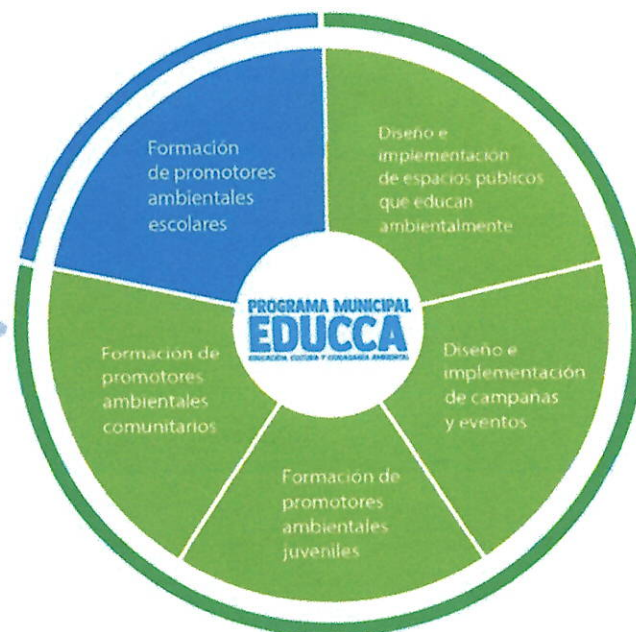 Formación
de promotores
ambientales
escolares
Diseño e
implementación
de espacios públicos
que educan
ambientalmente
PROGRAMA MUNICIPAL
EDUCCA
EDUCACIÓN, CULTURA Y CIUDADANÍA AMBIENTAL
Formación de
promotores
ambientales
comunitarios
Diseño e
implementación
de campañas
y eventos
Formación de
promotores
ambientales
juveniles